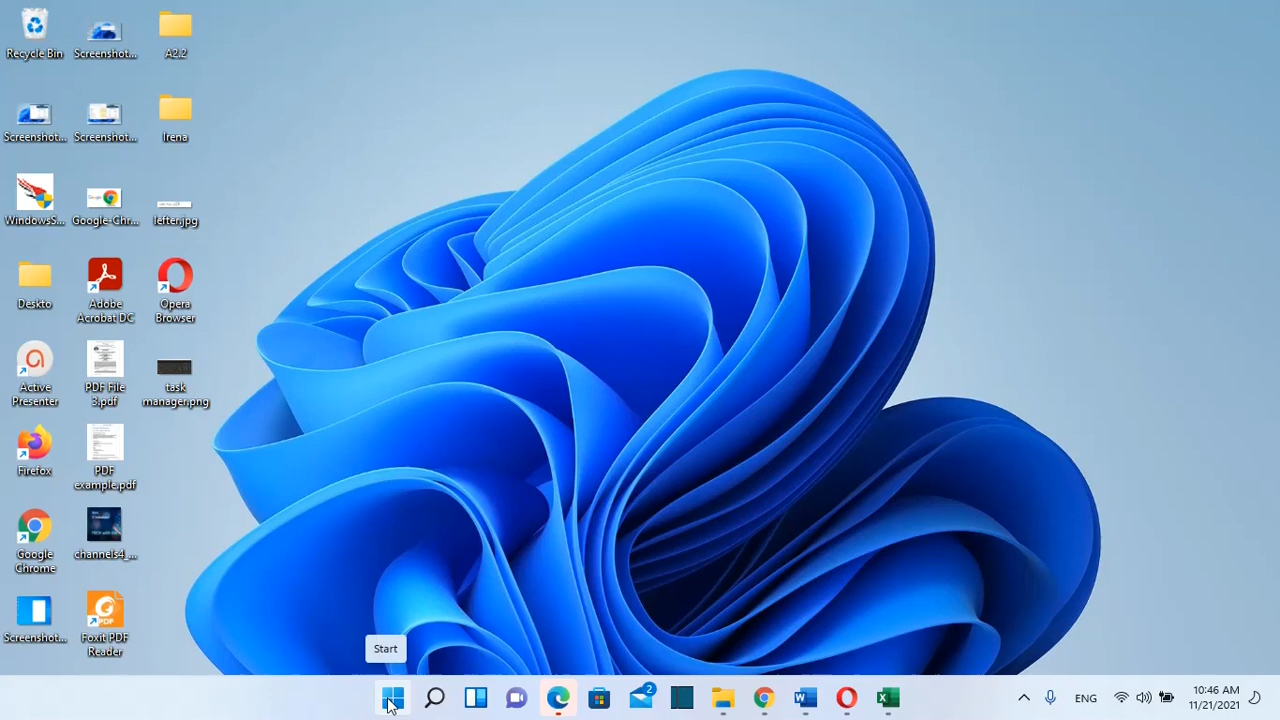 Recycle Bin
Screenshot...
A2.2
Screenshot...
Screenshot...
Irena
WindowsS...
Google-Chr...
lefter.jpg
Deskto
Adobe
Acrobat DC
Opera
Browser
Active
Presenter
PDF File
3.pdf
task
manager.png
Firefox
PDF
example.pdf
Google
Chrome
channels4_...
Screenshot...
Foxit PDF
Reader
Start
2
ENG
10:46 AM
11/21/2021